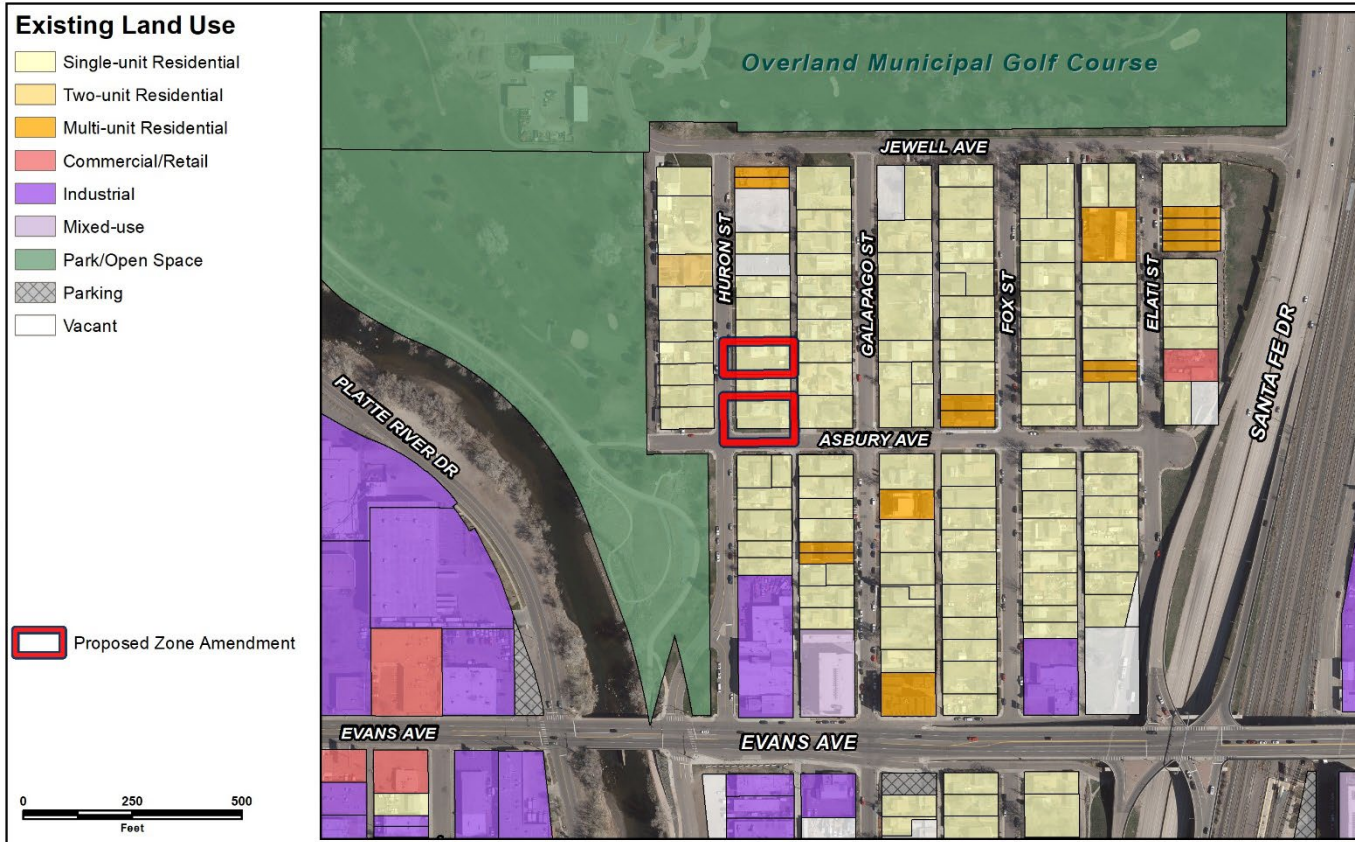 Existing Land Use
Single-unit Residential
Two-unit Residential
Multi-unit Residential
Commercial/Retail
Industrial
Mixed-use
Park/Open Space
Parking
Vacant
Proposed Zone Amendment
0 250 500
Feet
Overland Municipal Golf Course
JEWELL AVE
HURON ST
GALAPAGO ST
FOX ST
ELATI ST
SANTA FE DR
PLATTE RIVER DR
ASBURY AVE
EVANS AVE
EVANS AVE